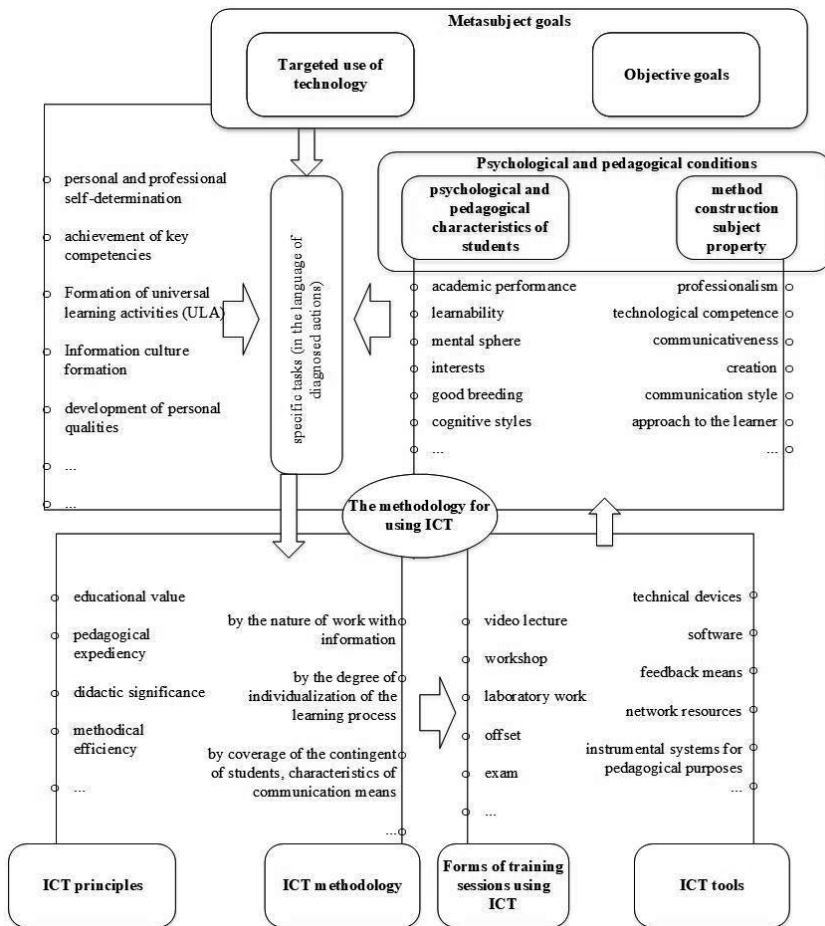 Metasubject goals
Targeted use of
technology
Objective goals
personal and professional
self-determination
achievement of key
competencies
Formation of universal
learning activities (ULA)
Information culture
formation
development of personal
qualities
...
...
specific tasks (in the language of
diagnosed actions)
Psychological and pedagogical conditions
psychological and
pedagogical
characteristics of
students
method
construction
subject
property
academic performance
learnability
mental sphere
interests
good breeding
cognitive styles
...
professionalism
technological competence
communicativeness
creation
communication style
approach to the learner
...
The methodology for
using ICT
educational value
pedagogical
expediency
didactic significance
methodical
efficiency
...
by the nature of work with
information
by the degree of
individualization of the
learning process
by coverage of the contingent
of students, characteristics of
communication means
...
video lecture
workshop
laboratory work
offset
exam
...
technical devices
software
feedback means
network resources
instrumental systems for
pedagogical purposes
...
ICT principles
ICT methodology
Forms of training
sessions using
ICT
ICT tools